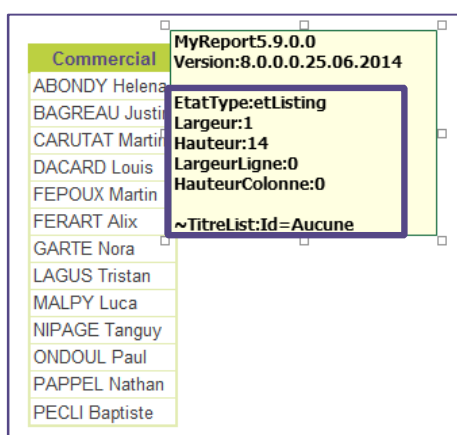 Commercial
ABONDY Helena
BAGREAU Justi
CARUTAT Martin
DACARD Louis
FEPOUX Martin
FERART Alix
GARTE Nora
LAGUS Tristan
MALPY Luca
NIPAGE Tanguy
ONDOUL Paul
PAPPEL Nathan
PECLI Baptiste
MyReport5.9.0.0
Version:8.0.0.0.25.06.2014
EtatType:etListing
Largeur:1
Hauteur:14
LargeurLigne:0
HauteurColonne:0
~TitreList:Id=Aucune